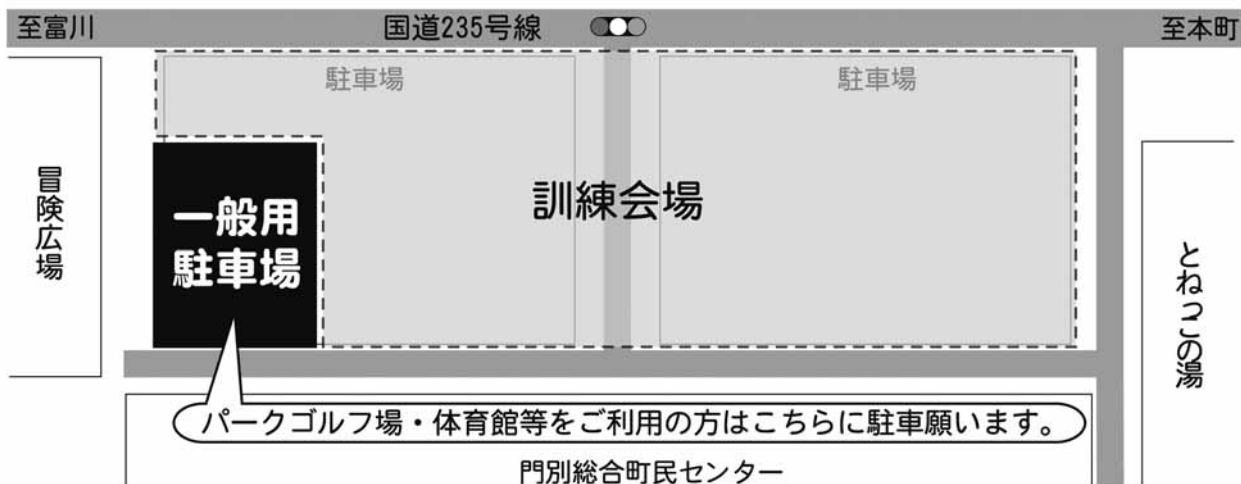 至富川
国道235号線
至本町
駐車場
駐車場
冒険広場
訓練会場
一般用
駐車場
とねっこの湯
パークゴルフ場・体育館等をご利用の方はこちらに駐車願います。
門別総合町民センター